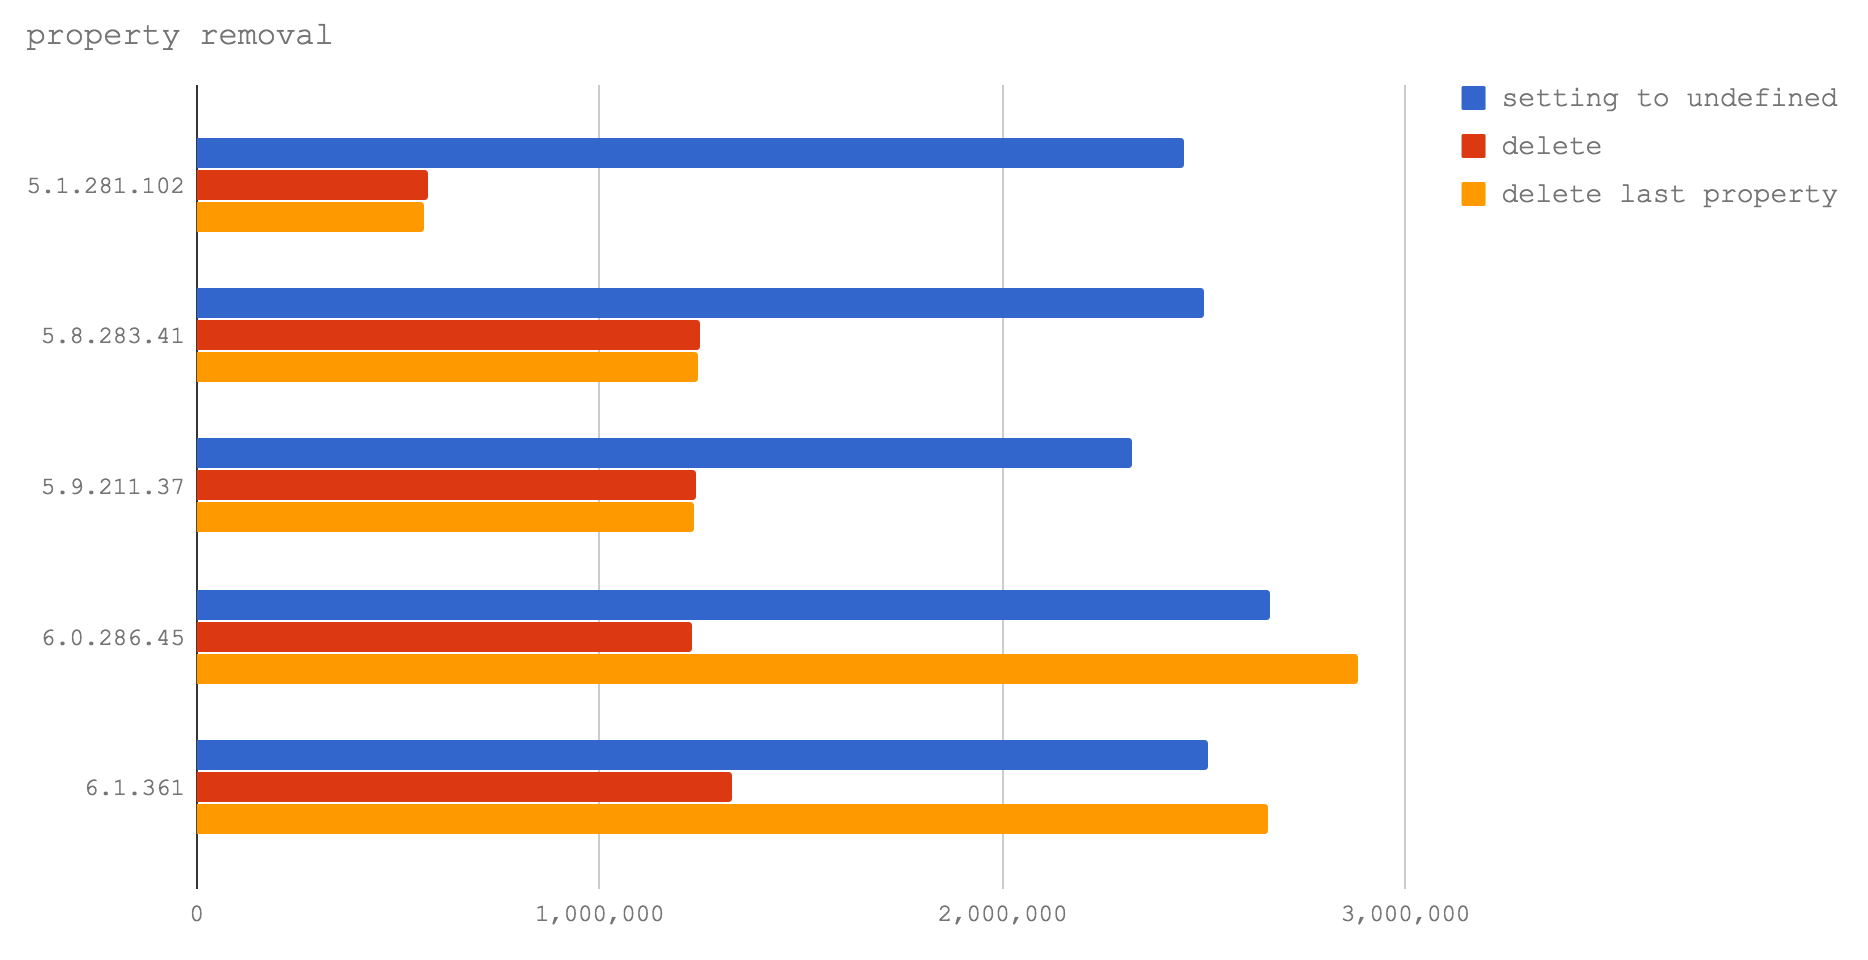 property removal
setting to undefined
delete
delete last property
5.1.281.102
5.8.283.41
5.9.211.37
6.0.286.45
6.1.361
0 1,000,000 2,000,000 3,000,000